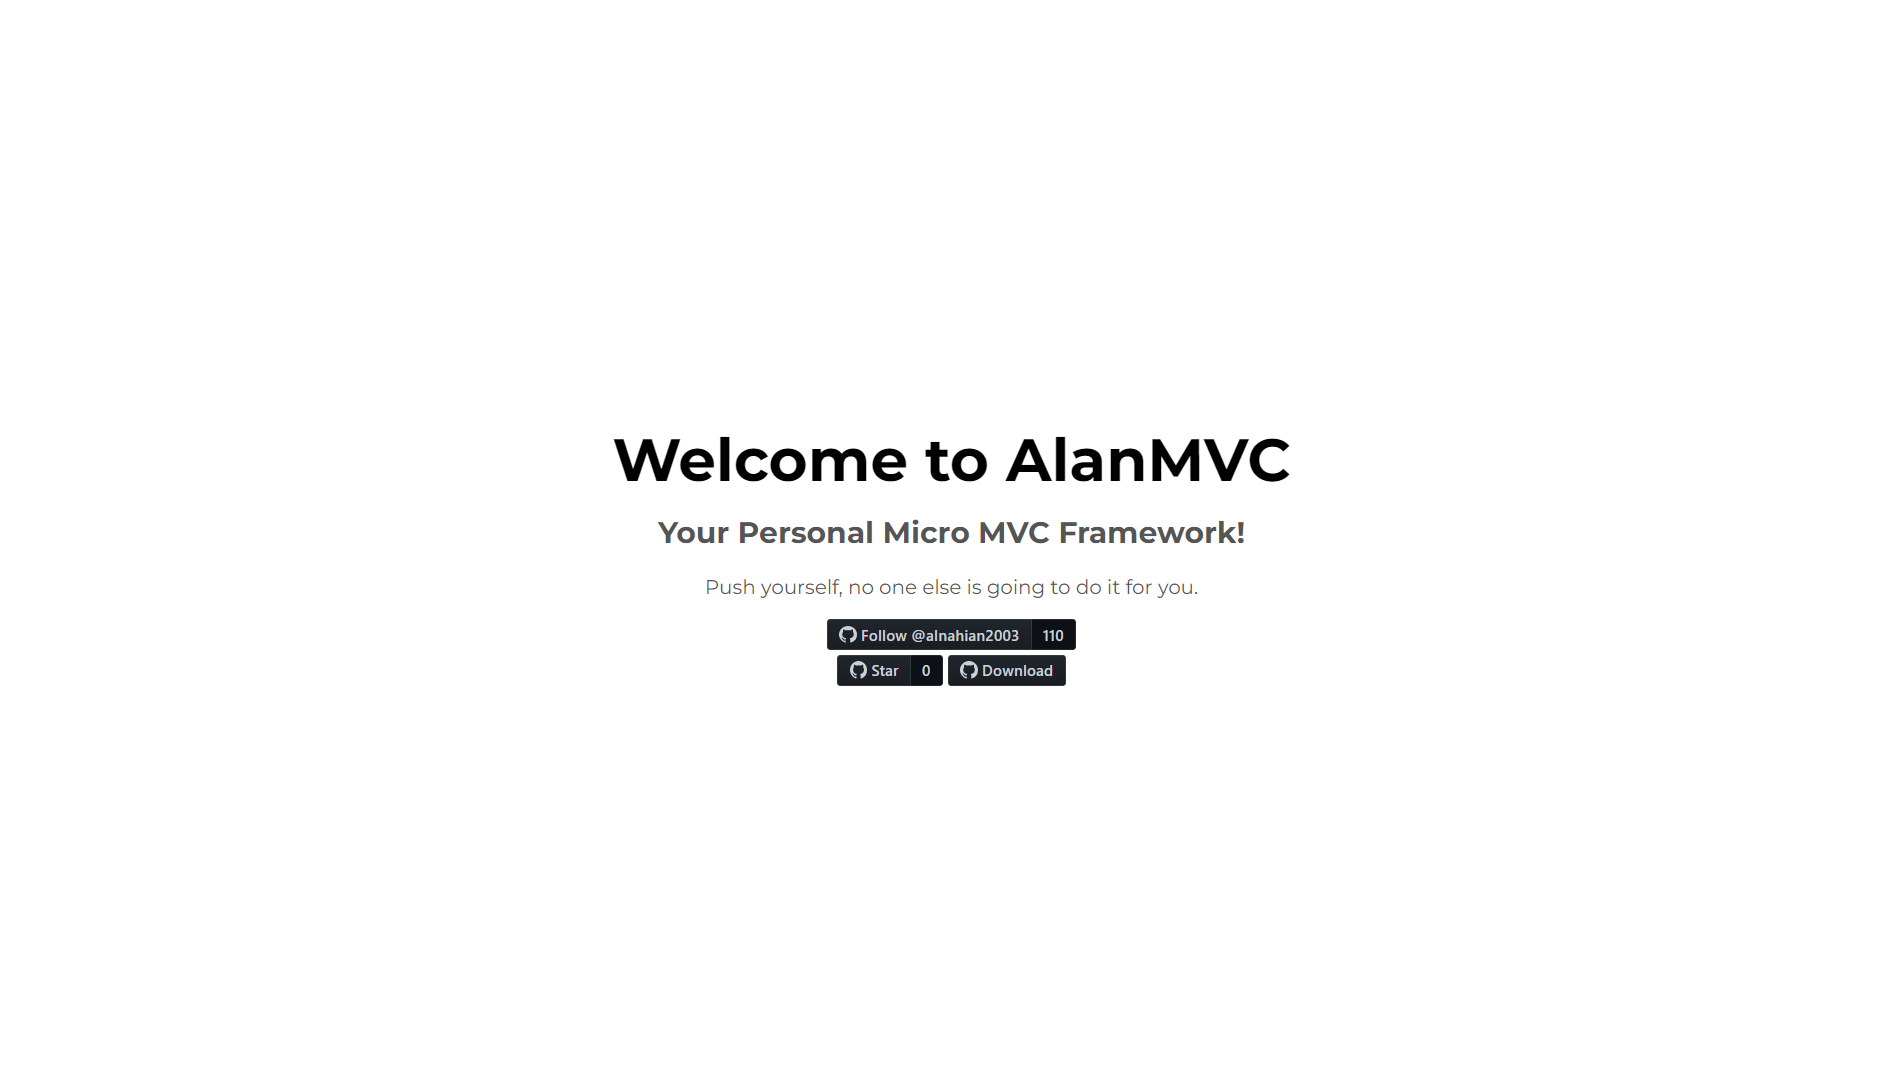 Welcome to AlanMVC
Your Personal Micro MVC Framework!
Push yourself, no one else is going to do it for you.
Follow @alnahian2003 110
Star 0 Download